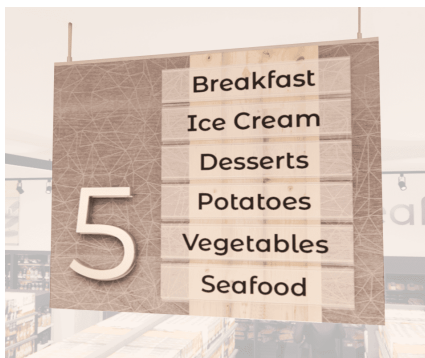 5
Breakfast
Ice Cream
Desserts
Potatoes
Vegetables
Seafood